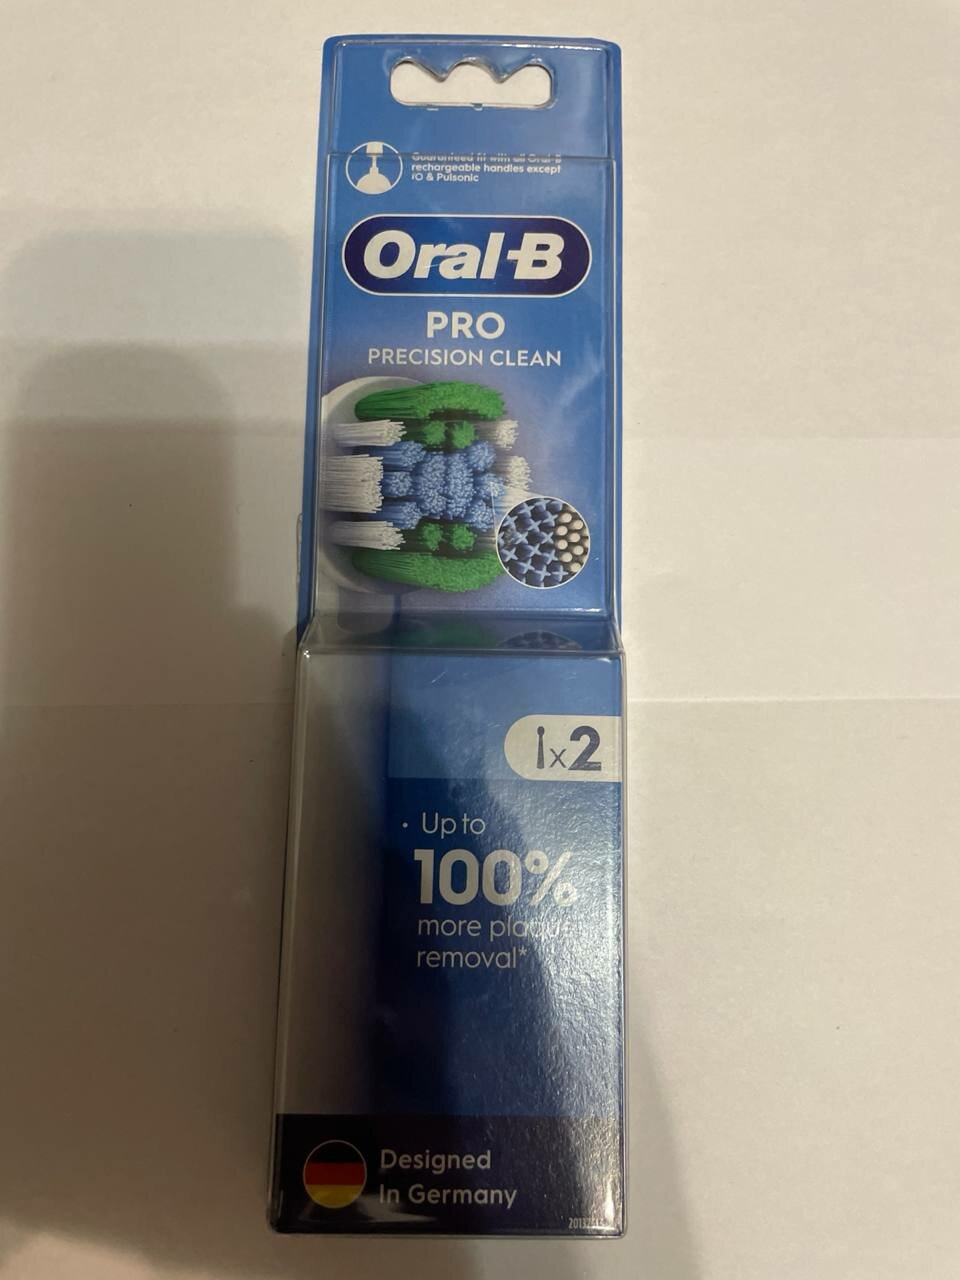 Guaranteed fit with all Oral-B
rechargeable handles except
iO & Pulsonic
Oral-B
PRO
PRECISION CLEAN
x2
· Up to
100%
more plaque
removal*
Designed
In Germany